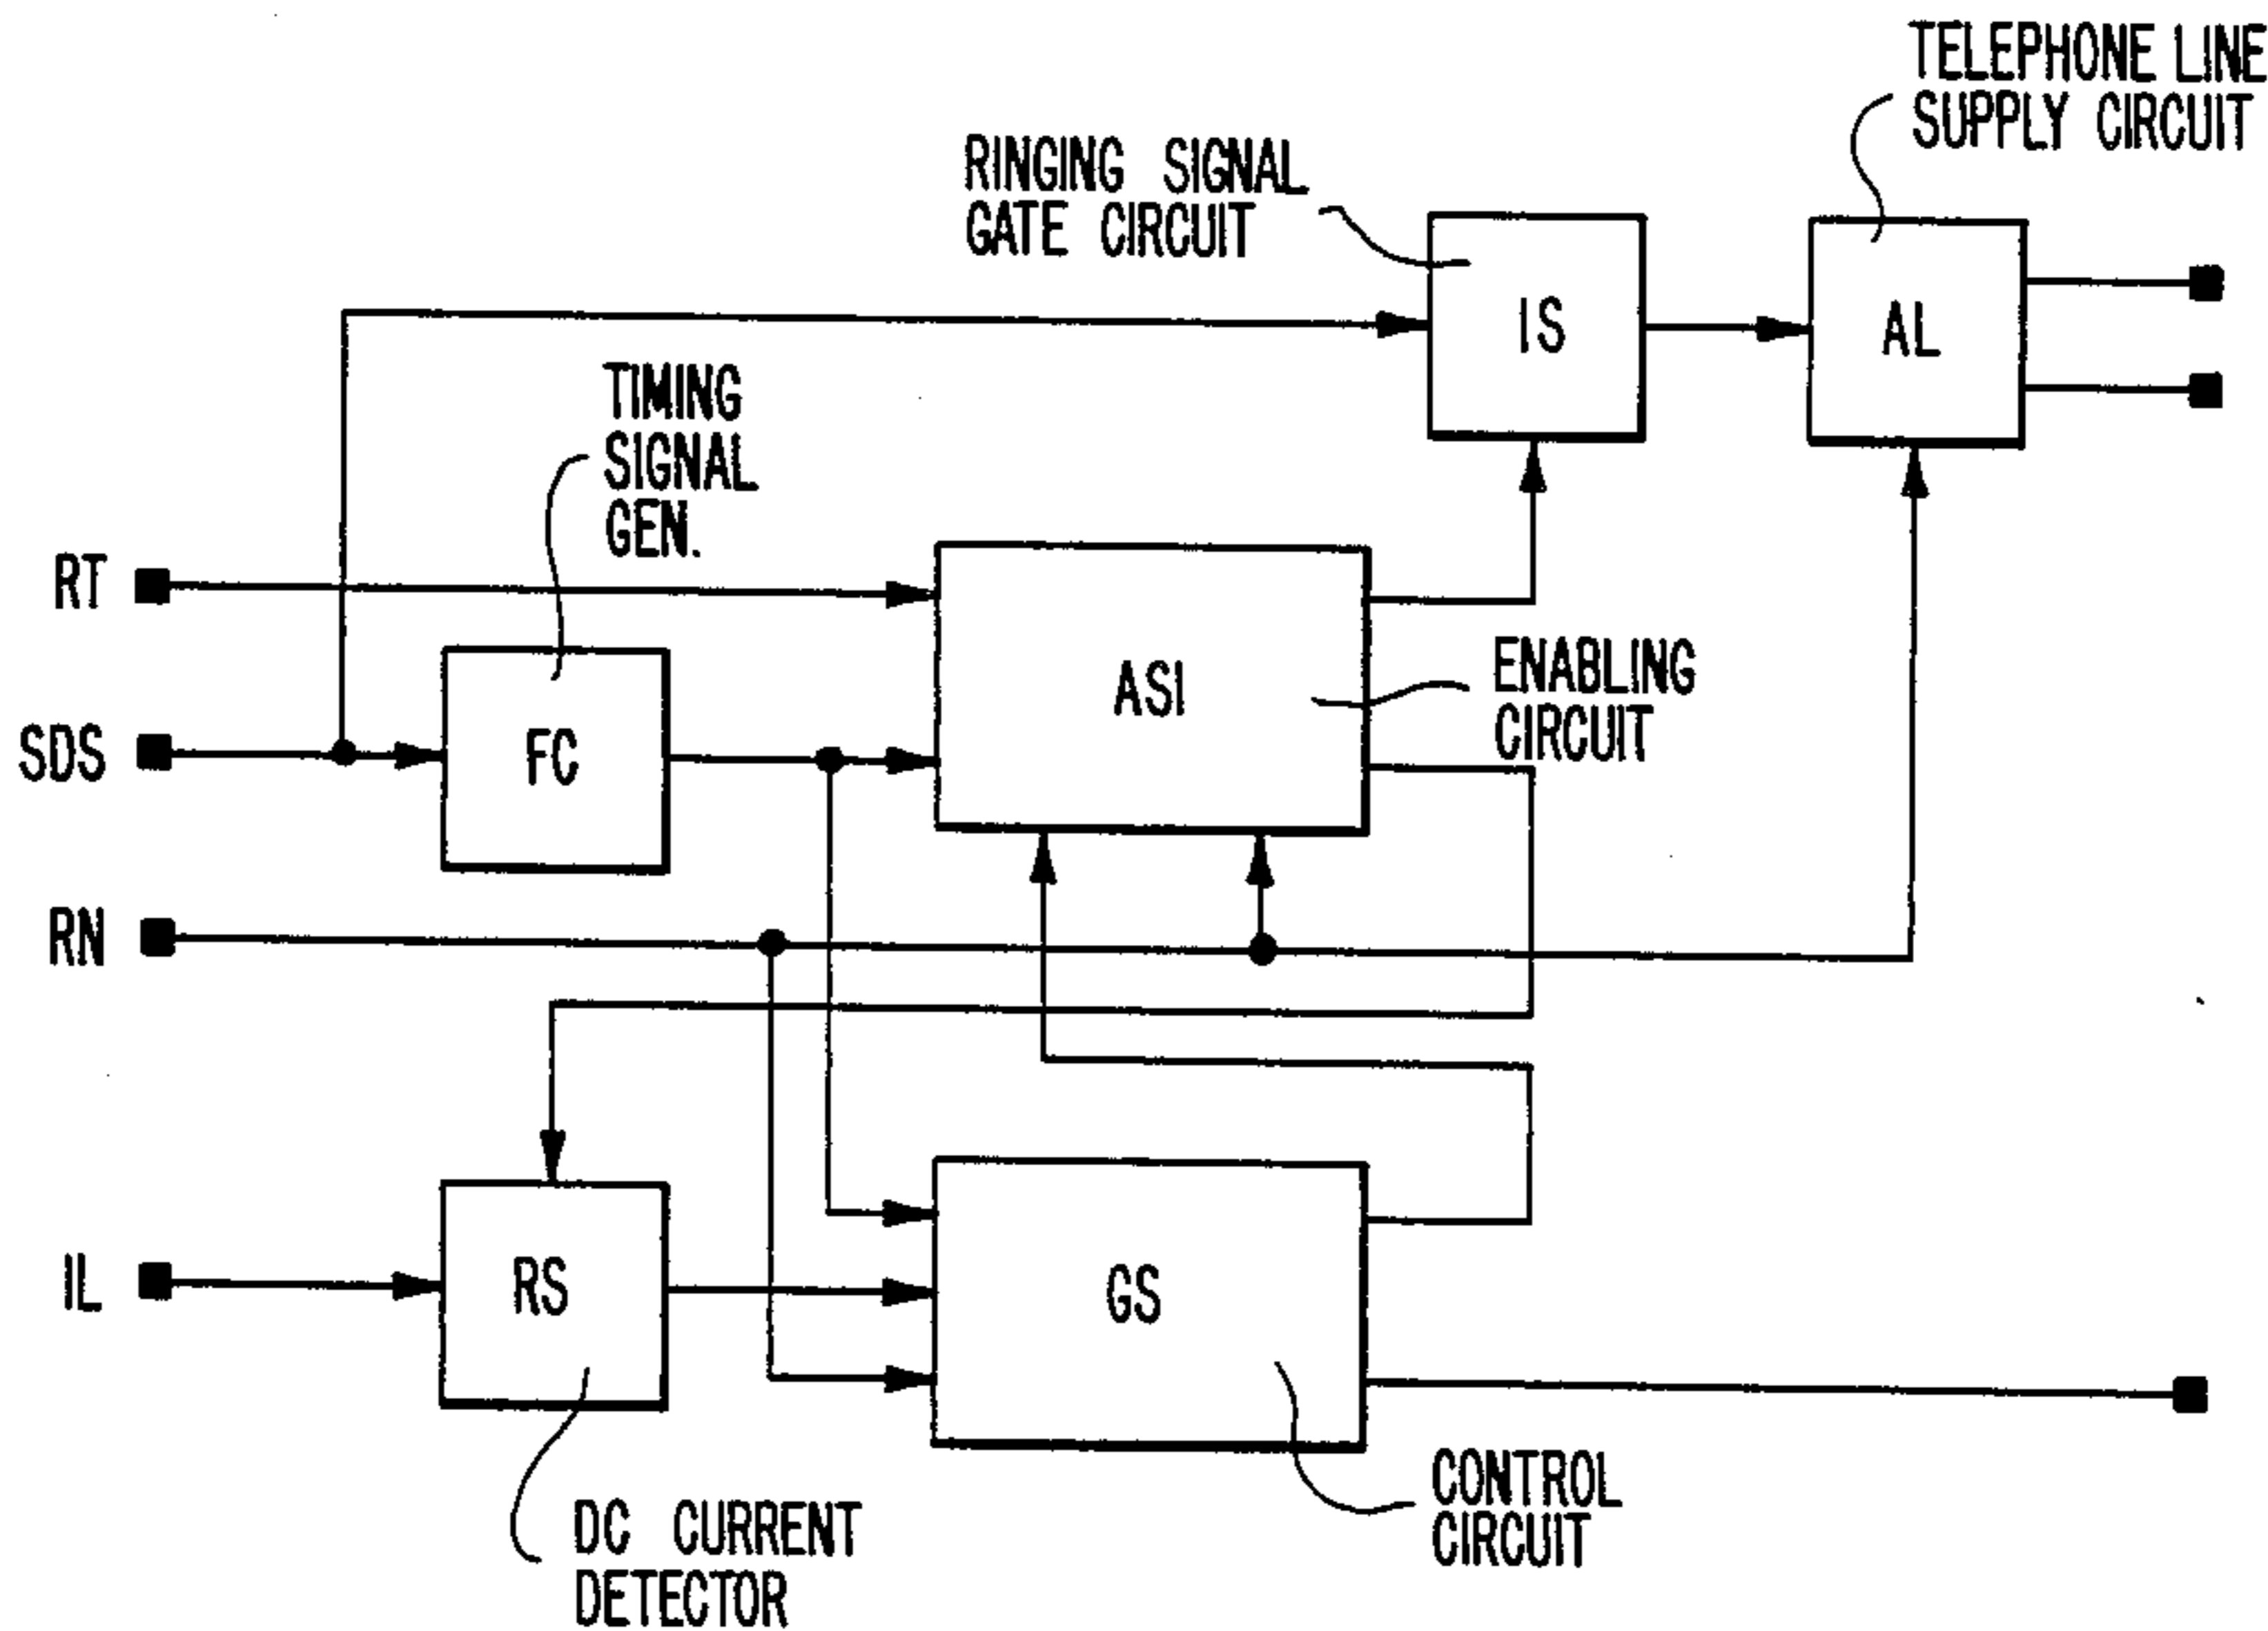 TELEPHONE LINE
SUPPLY CIRCUIT
RINGING SIGNAL
GATE CIRCUIT
IS
AL
TIMING
SIGNAL
GEN.
RT
ASI
ENABLING
CIRCUIT
SDS
FC
RN
IL
RS
GS
CONTROL
CIRCUIT
DC CURRENT
DETECTOR